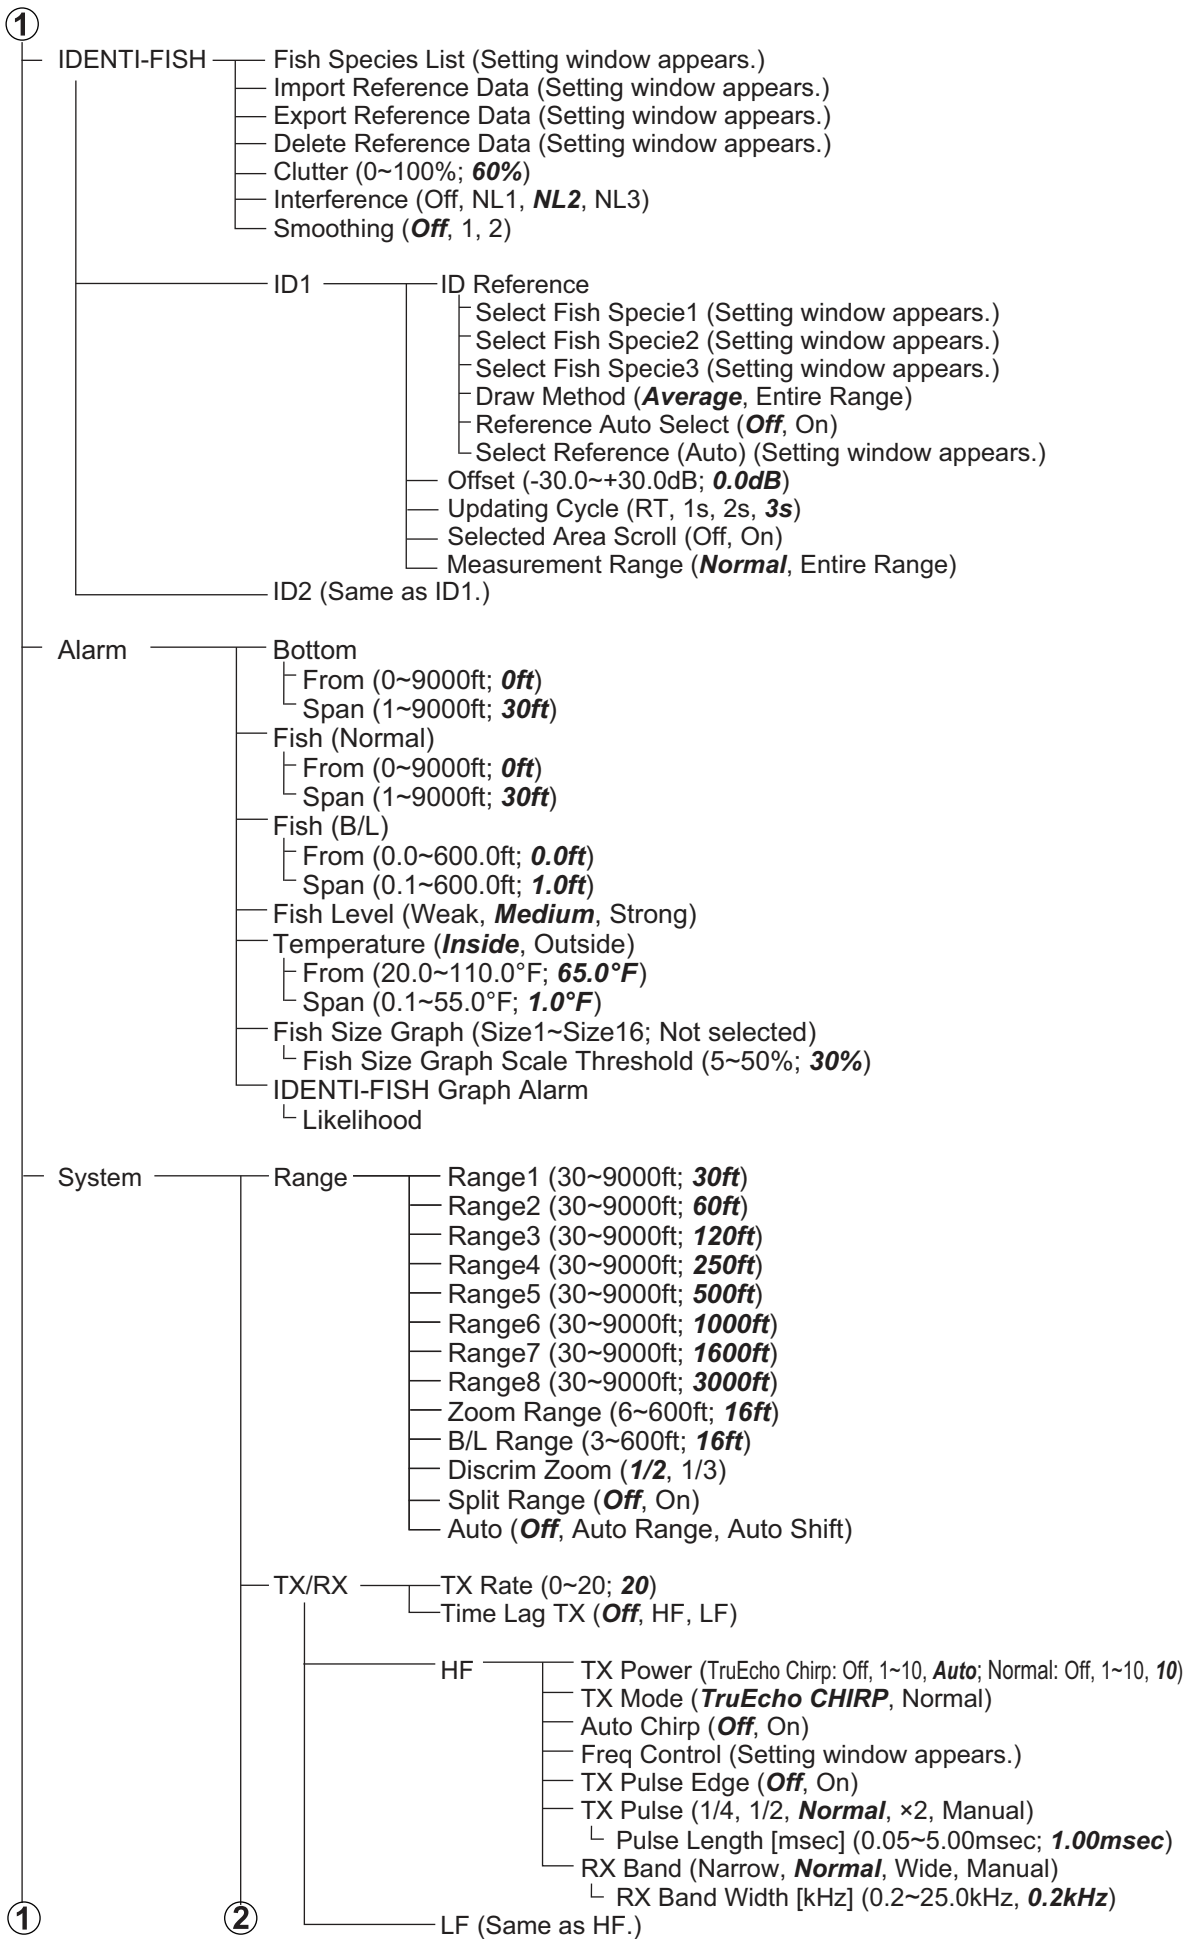 1
IDENTI-FISH
Fish Species List (Setting window appears.)
Import Reference Data (Setting window appears.)
Export Reference Data (Setting window appears.)
Delete Reference Data (Setting window appears.)
Clutter (0~100%; 60%)
Interference (Off, NL1, NL2, NL3)
Smoothing (Off, 1, 2)
ID1
ID Reference
Select Fish Specie1 (Setting window appears.)
Select Fish Specie2 (Setting window appears.)
Select Fish Specie3 (Setting window appears.)
Draw Method (Average, Entire Range)
Reference Auto Select (Off, On)
Select Reference (Auto) (Setting window appears.)
Offset (-30.0~+30.0dB; 0.0dB)
Updating Cycle (RT, 1s, 2s, 3s)
Selected Area Scroll (Off, On)
Measurement Range (Normal, Entire Range)
ID2 (Same as ID1.)
Alarm
Bottom
From (0~9000ft; 0ft)
Span (1~9000ft; 30ft)
Fish (Normal)
From (0~9000ft; 0ft)
Span (1~9000ft; 30ft)
Fish (B/L)
From (0.0~600.0ft; 0.0ft)
Span (0.1~600.0ft; 1.0ft)
Fish Level (Weak, Medium, Strong)
Temperature (Inside, Outside)
From (20.0~110.0°F; 65.0°F)
Span (0.1~55.0°F; 1.0°F)
Fish Size Graph (Size1~Size16; Not selected)
Fish Size Graph Scale Threshold (5~50%; 30%)
IDENTI-FISH Graph Alarm
Likelihood
System
Range
Range1 (30~9000ft; 30ft)
Range2 (30~9000ft; 60ft)
Range3 (30~9000ft; 120ft)
Range4 (30~9000ft; 250ft)
Range5 (30~9000ft; 500ft)
Range6 (30~9000ft; 1000ft)
Range7 (30~9000ft; 1600ft)
Range8 (30~9000ft; 3000ft)
Zoom Range (6~600ft; 16ft)
B/L Range (3~600ft; 16ft)
Discrim Zoom (1/2, 1/3)
Split Range (Off, On)
Auto (Off, Auto Range, Auto Shift)
TX/RX
TX Rate (0~20; 20)
Time Lag TX (Off, HF, LF)
HF
TX Power (TruEcho Chirp: Off, 1~10, Auto; Normal: Off, 1~10, 10)
TX Mode (TruEcho CHIRP, Normal)
Auto Chirp (Off, On)
Freq Control (Setting window appears.)
TX Pulse Edge (Off, On)
TX Pulse (1/4, 1/2, Normal, ×2, Manual)
Pulse Length [msec] (0.05~5.00msec; 1.00msec)
RX Band (Narrow, Normal, Wide, Manual)
RX Band Width [kHz] (0.2~25.0kHz, 0.2kHz)
LF (Same as HF.)
1
2